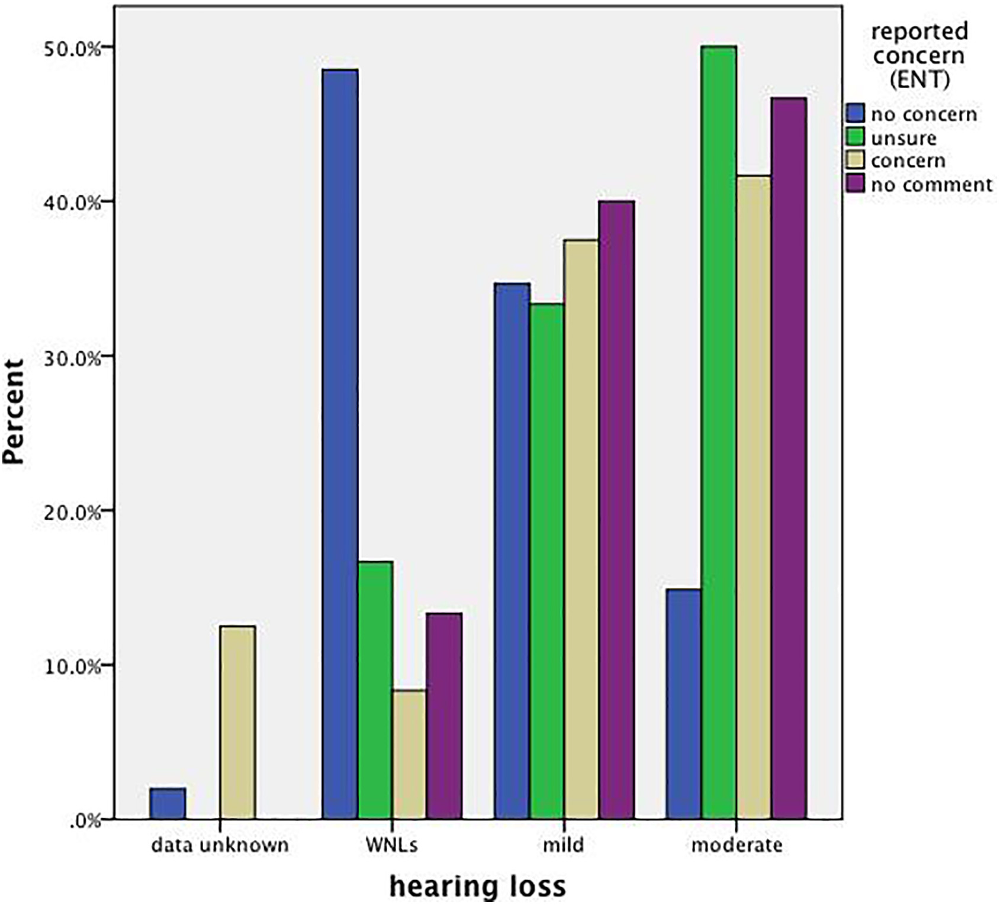 reported
concern
(ENT)
no concern
unsure
concern
no comment
50.0%
40.0%
30.0%
20.0%
10.0%
.0%
Percent
data unknown
WNLs
mild
moderate
hearing loss